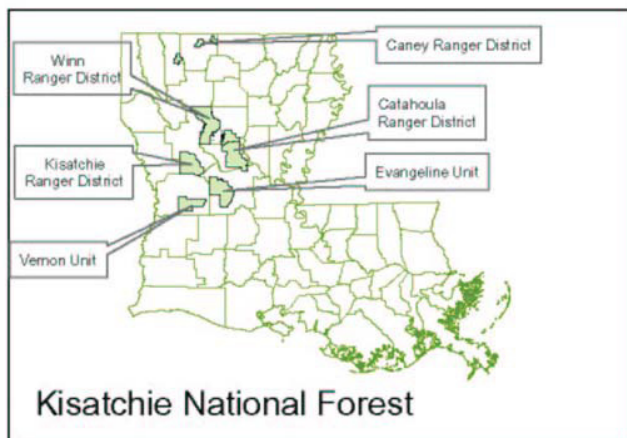 Caney Ranger District
Winn
Ranger District
Catahoula
Ranger District
Kisatchie
Ranger District
Evangeline Unit
Vernon Unit
Kisatchie National Forest